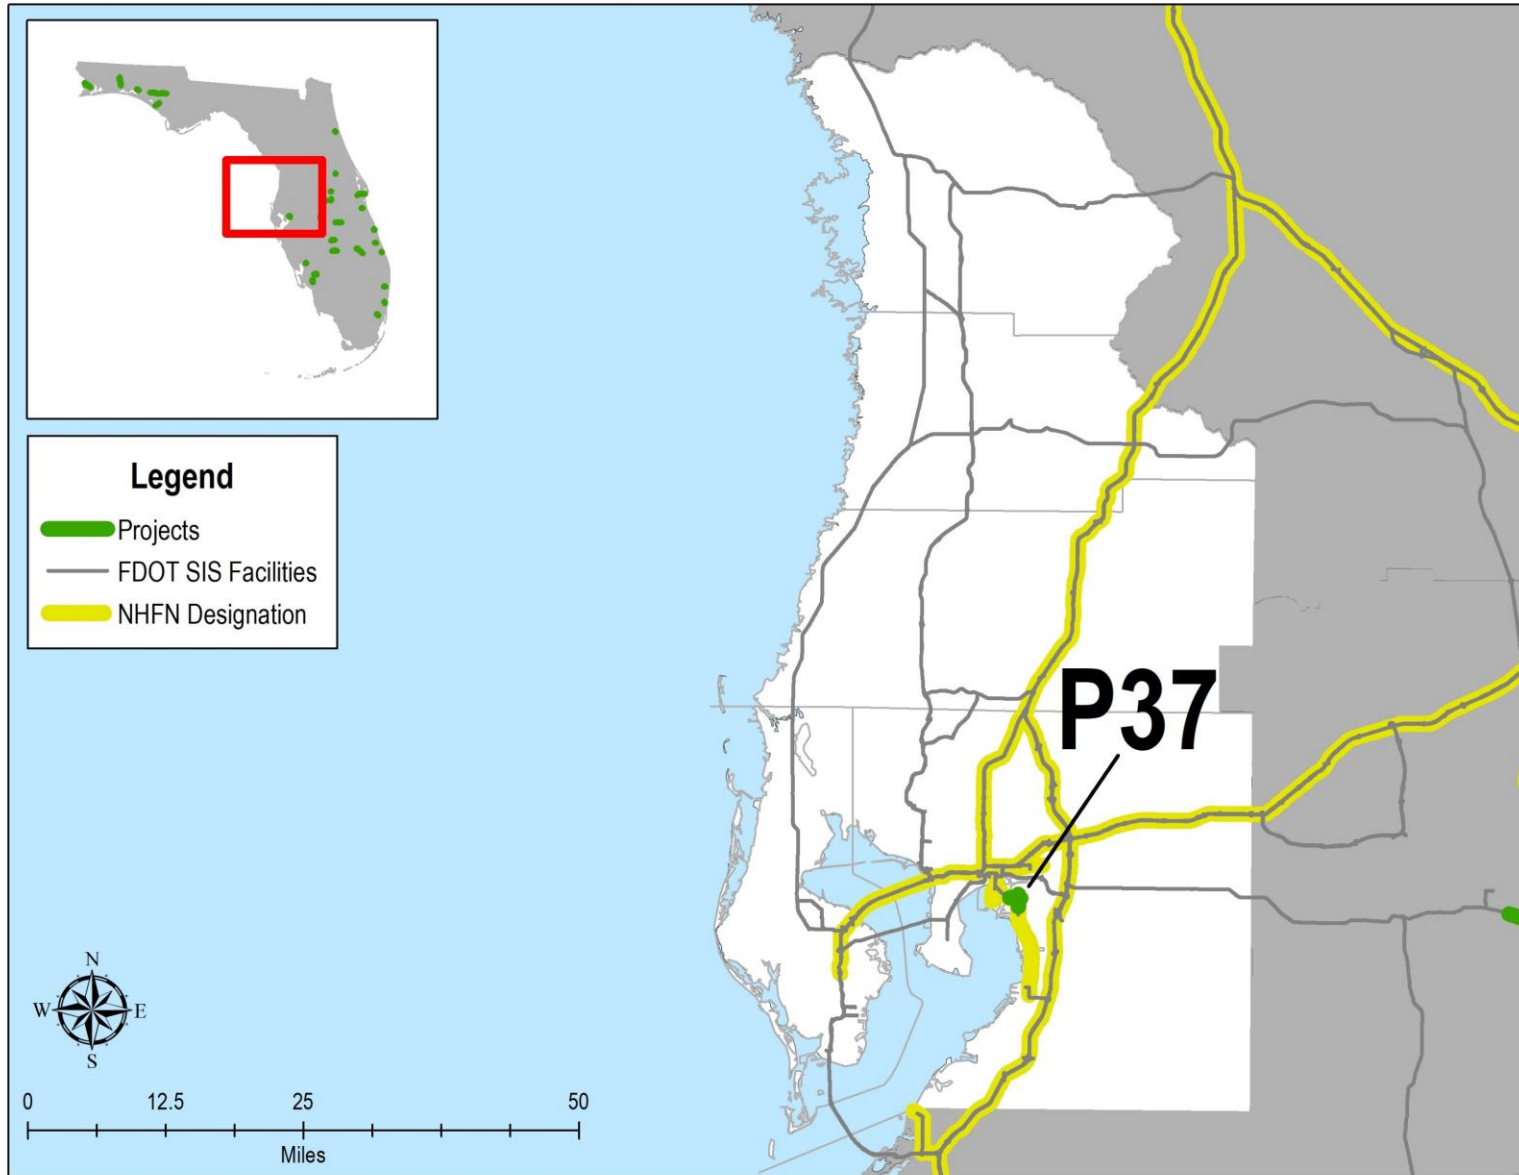 Legend
Projects
FDOT SIS Facilities
NHFN Designation
P37
N
W E
S
0 12.5 25 50
Miles